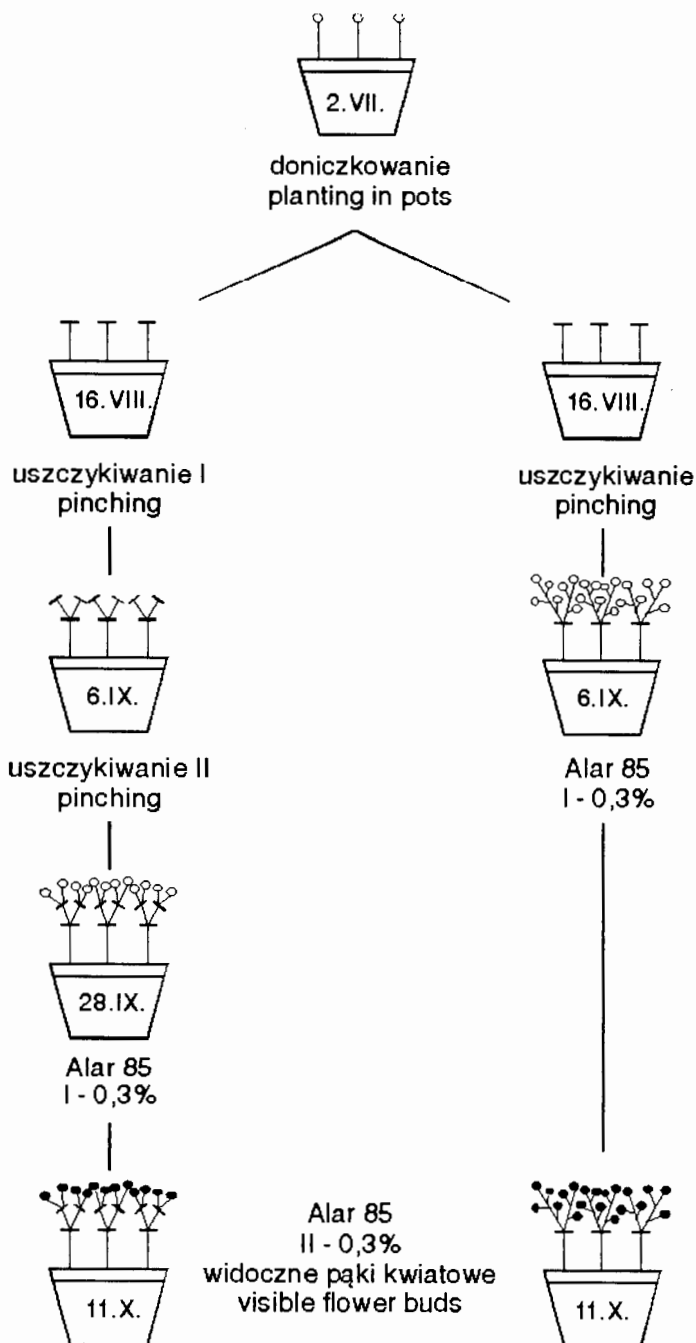 2.VII.
doniczkowanie
planting in pots
16.VIII.
uszczykiwanie I
pinching
6.IX.
uszczykiwanie II
pinching
28.IX.
Alar 85
I - 0,3%
11.X.
16.VIII.
uszczykiwanie
pinching
6.IX.
Alar 85
I - 0,3%
Alar 85
II - 0,3%
widoczne pąki kwiatowe
visible flower buds
11.X.